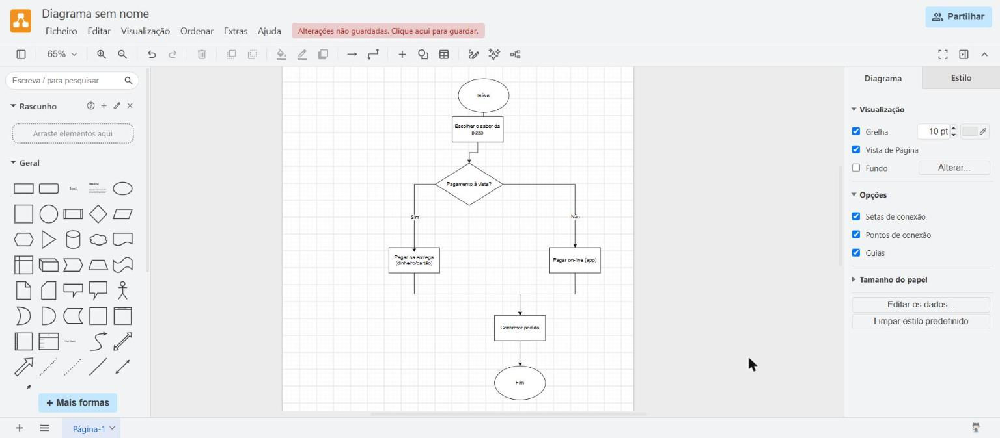 Diagrama sem nome
Partilhar
Ficheiro Editar Visualização Ordenar Extras Ajuda Alterações não guardadas. Clique aqui para guardar.
65%
Escreva / para pesquisar
Rascunho
Arraste elementos aqui
Geral
Text
Heading
List Item
+ Mais formas
Página-1
Início
Escolher o sabor da
pizza
Pagamento à vista?
Sim
Não
Pagar na entrega
(dinheiro/cartão)
Pagar on-line (app)
Confirmar pedido
Fim
Diagrama Estilo
Visualização
Grelha 10 pt
Vista de Página
Fundo Alterar...
Opções
Setas de conexão
Pontos de conexão
Guias
Tamanho do papel
Editar os dados...
Limpar estilo predefinido